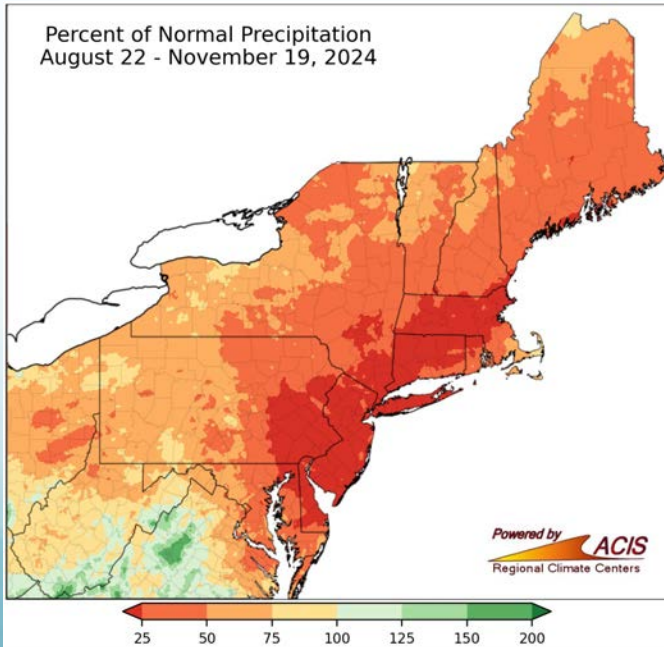 Percent of Normal Precipitation
August 22 - November 19, 2024
Powered by
ACIS
Regional Climate Centers
25 50 75 100 125 150 200